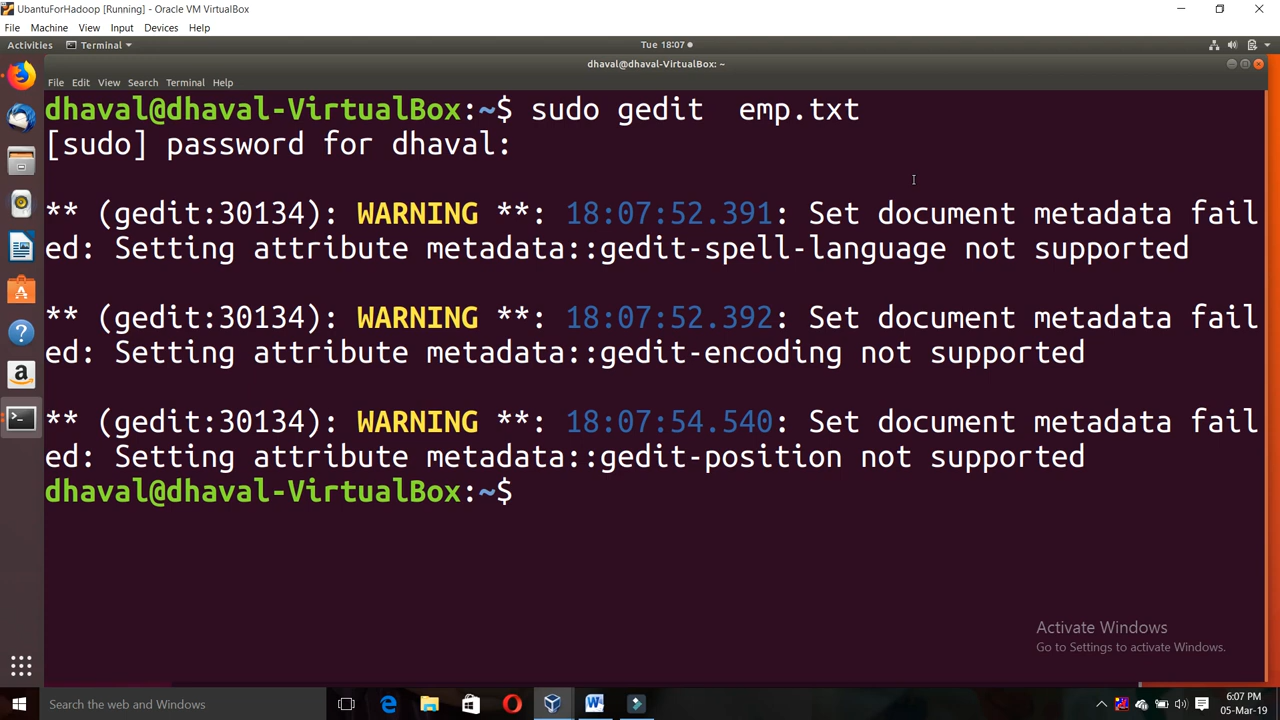 UbantuForHadoop [Running] - Oracle VM VirtualBox
File Machine View Input Devices Help
Activities Terminal Tue 18:07
dhaval@dhaval-VirtualBox: ~
File Edit View Search Terminal Help
dhaval@dhaval-VirtualBox:~$ sudo gedit  emp.txt
[sudo] password for dhaval:
** (gedit:30134): WARNING **: 18:07:52.391: Set document metadata fail
ed: Setting attribute metadata::gedit-spell-language not supported
** (gedit:30134): WARNING **: 18:07:52.392: Set document metadata fail
ed: Setting attribute metadata::gedit-encoding not supported
** (gedit:30134): WARNING **: 18:07:54.540: Set document metadata fail
ed: Setting attribute metadata::gedit-position not supported
dhaval@dhaval-VirtualBox:~$
Activate Windows
Go to Settings to activate Windows.
Search the web and Windows
6:07 PM
05-Mar-19